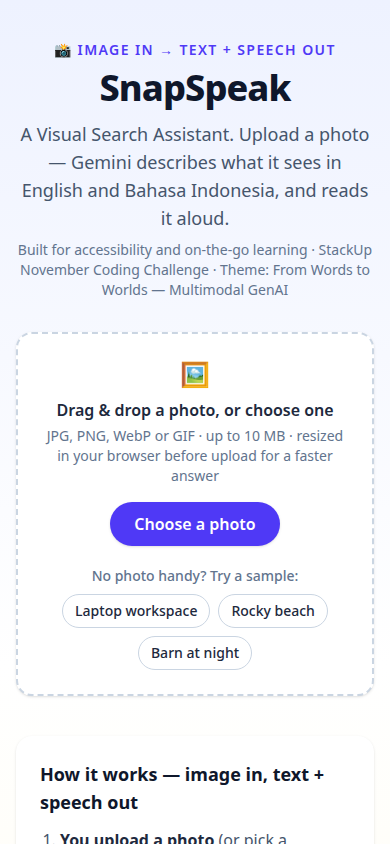 📸 IMAGE IN → TEXT + SPEECH OUT
SnapSpeak
A Visual Search Assistant. Upload a photo
— Gemini describes what it sees in
English and Bahasa Indonesia, and reads
it aloud.
Built for accessibility and on-the-go learning · StackUp
November Coding Challenge · Theme: From Words to
Worlds — Multimodal GenAI
Drag & drop a photo, or choose one
JPG, PNG, WebP or GIF · up to 10 MB · resized
in your browser before upload for a faster
answer
Choose a photo
No photo handy? Try a sample:
Laptop workspace
Rocky beach
Barn at night
How it works — image in, text +
speech out
1. You upload a photo (or pick a